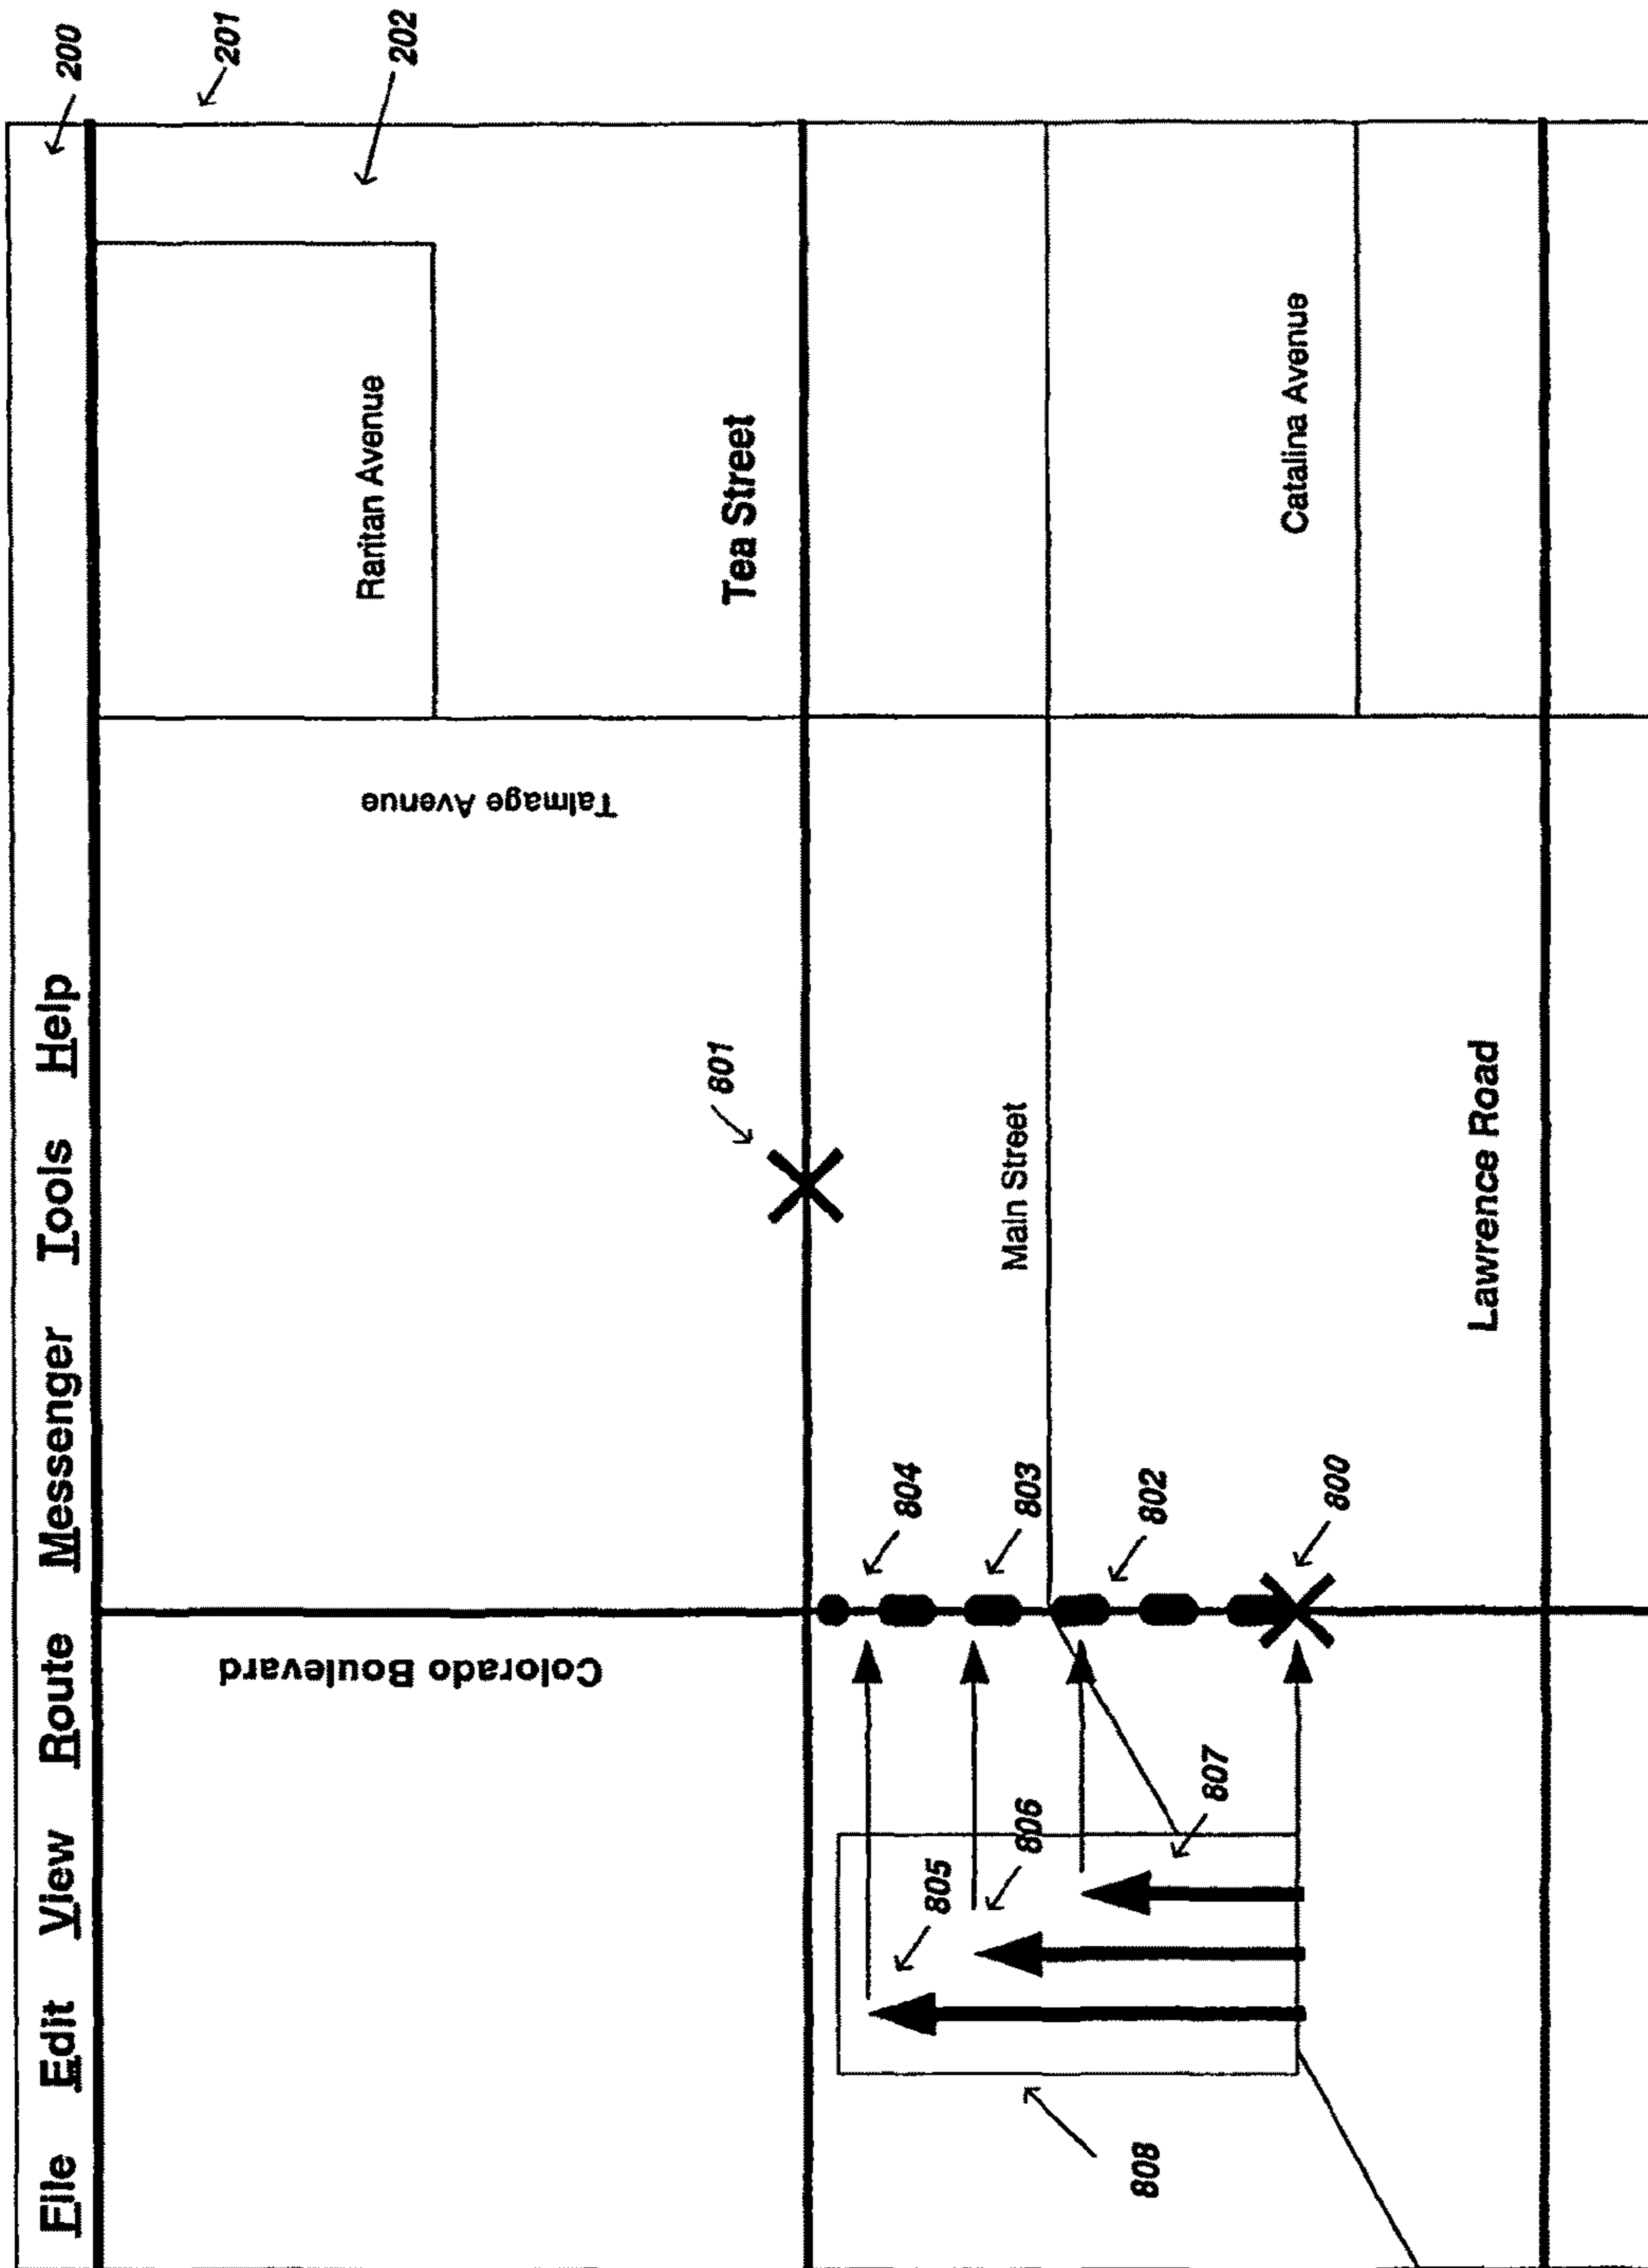 File Edit View Route Messenger Tools Help
200
201
202
Raritan Avenue
Talmage Avenue
Colorado Boulevard
Tea Street
801
Main Street
804
803
802
800
805
806
807
808
Catalina Avenue
Lawrence Road